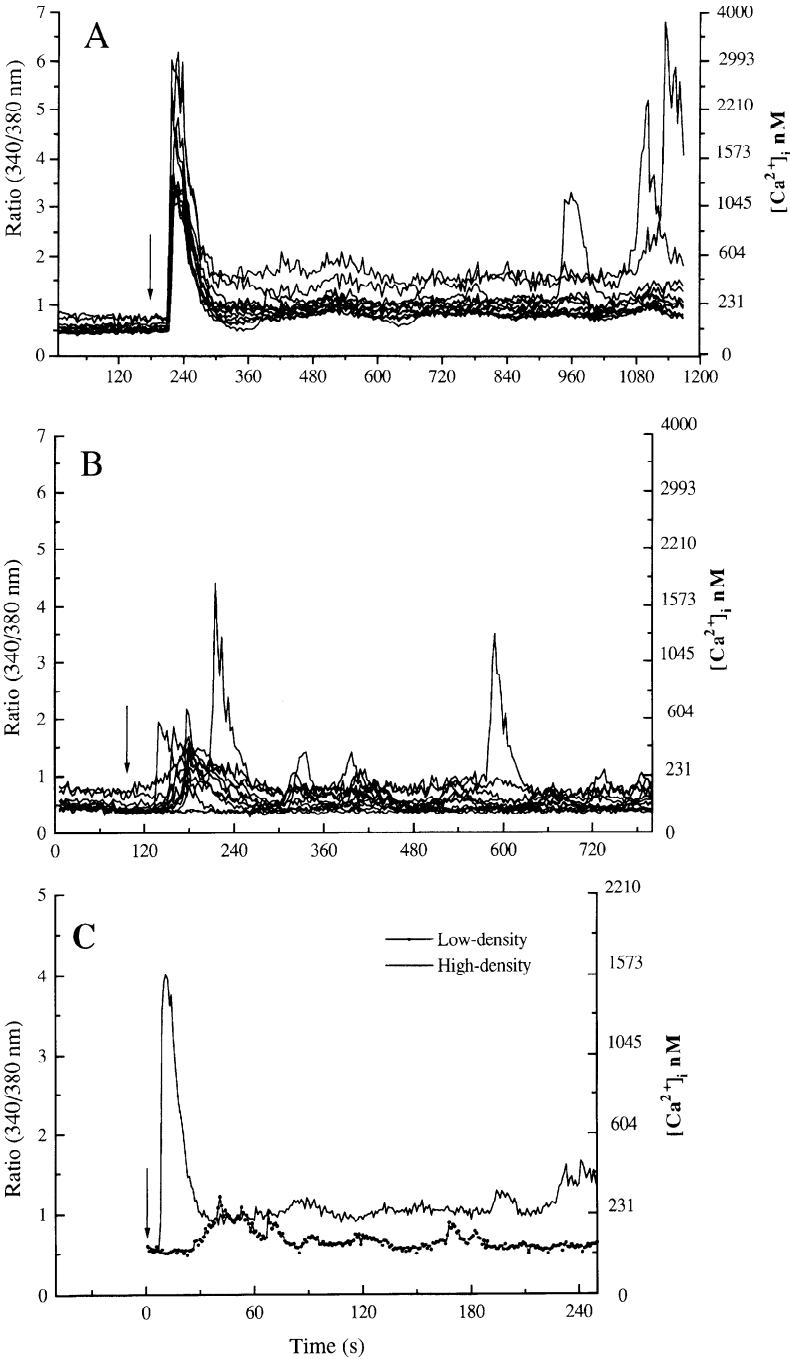 A
Ratio (340/380 nm)
7
6
5
4
3
2
1
0
4000
2993
2210
1573
1045
604
231
0
[Ca2+]i nM
120 240 360 480 600 720 840 960 1080 1200
B
Ratio (340/380 nm)
7
6
5
4
3
2
1
0
4000
2993
2210
1573
1045
604
231
0
[Ca2+]i nM
0 120 240 360 480 600 720
C
Low-density
High-density
Ratio (340/380 nm)
5
4
3
2
1
0
2210
1573
1045
604
231
0
[Ca2+]i nM
0 60 120 180 240
Time (s)